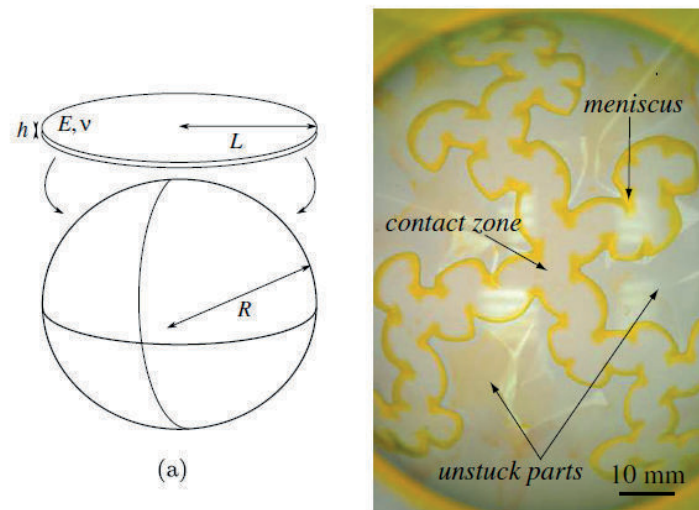 h
E, ν
L
R
(a)
meniscus
contact zone
unstuck parts
10 mm